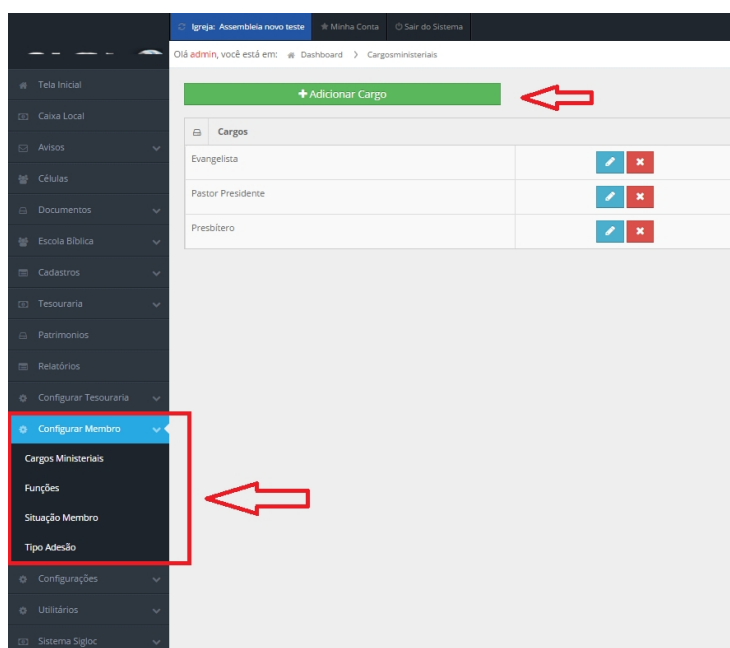 Igreja: Assembleia novo teste Minha Conta Sair do Sistema
Olá admin, você está em: Dashboard Cargosministeriais
Tela Inicial
Caixa Local
Avisos
Células
Documentos
Escola Bíblica
Cadastros
Tesouraria
Patrimonios
Relatórios
Configurar Tesouraria
Configurar Membro
Cargos Ministeriais
Funções
Situação Membro
Tipo Adesão
Configurações
Utilitários
Sistema Sigloc
+ Adicionar Cargo
Cargos
Evangelista
Pastor Presidente
Presbítero